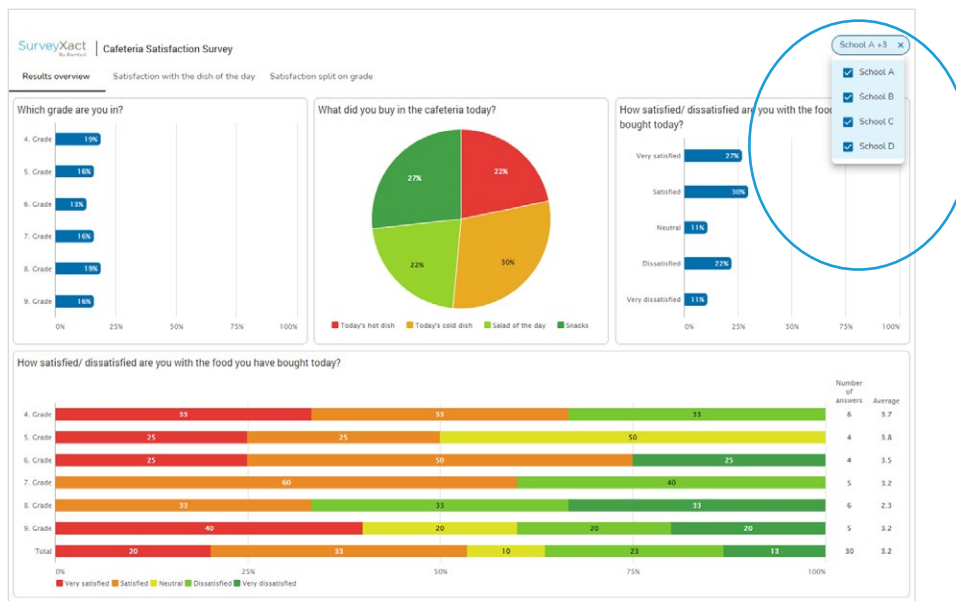 SurveyXact
By Rambøll
Cafeteria Satisfaction Survey
School A +3 ×
Results overview
Satisfaction with the dish of the day
Satisfaction split on grade
School A
School B
School C
School D
Which grade are you in?
4. Grade 19%
5. Grade 16%
6. Grade 13%
7. Grade 16%
8. Grade 19%
9. Grade 16%
0% 25% 50% 75% 100%
What did you buy in the cafeteria today?
27% 22%
22% 30%
Today's hot dish Today's cold dish Salad of the day Snacks
How satisfied/ dissatisfied are you with the food
bought today?
Very satisfied 27%
Satisfied 30%
Neutral 11%
Dissatisfied 22%
Very dissatisfied 11%
0% 25% 50% 75% 100%
How satisfied/ dissatisfied are you with the food you have bought today?
Number
of
answers Average
4. Grade 33 33 33 6 3.7
5. Grade 25 25 50 4 3.8
6. Grade 25 50 25 4 3.5
7. Grade 60 40 5 3.2
8. Grade 33 33 33 6 2.3
9. Grade 40 20 20 20 5 3.2
Total 20 33 10 23 13 30 3.2
0% 25% 50% 75% 100%
Very satisfied Satisfied Neutral Dissatisfied Very dissatisfied